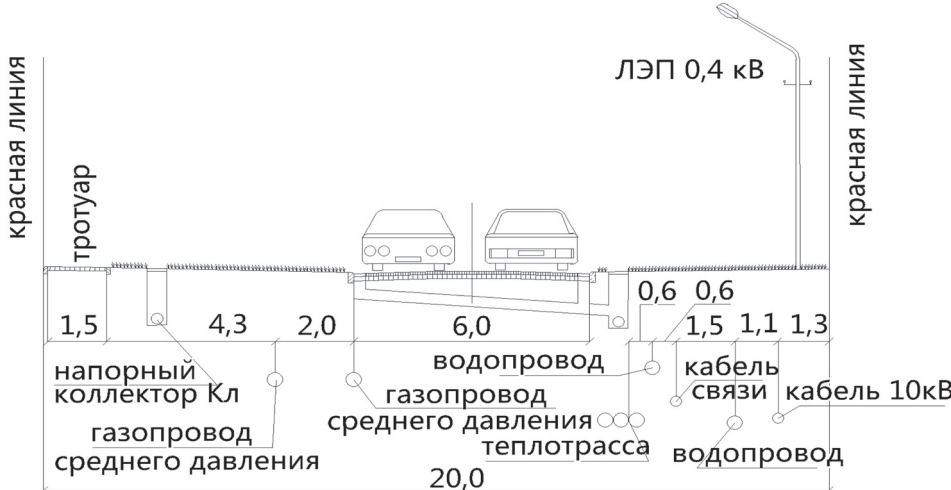 ЛЭП 0,4 кВ
красная линия
тротуар
красная линия
0,6 0,6
1,5 4,3 2,0 6,0 1,5 1,1 1,3
напорный
коллектор Кл
газопровод
среднего давления
газопровод
среднего давления
водопровод
теплотрасса
кабель
связи
водопровод
кабель 10кВ
20,0